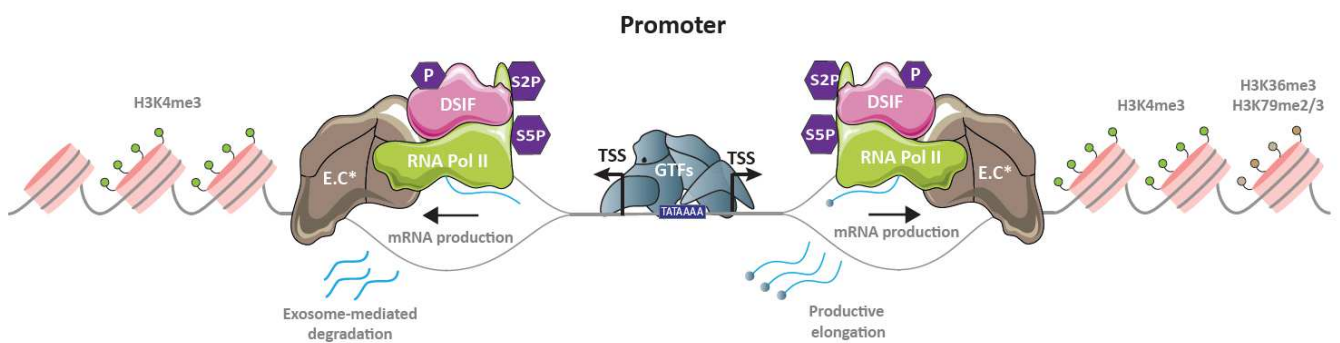 Promoter
H3K4me3
P
S2P
DSIF
S5P
RNA Pol II
E.C*
mRNA production
Exosome-mediated
degradation
TSS
GTFs
TSS
TATAAAA
S2P
P
DSIF
S5P
RNA Pol II
E.C*
mRNA production
Productive
elongation
H3K4me3
H3K36me3
H3K79me2/3